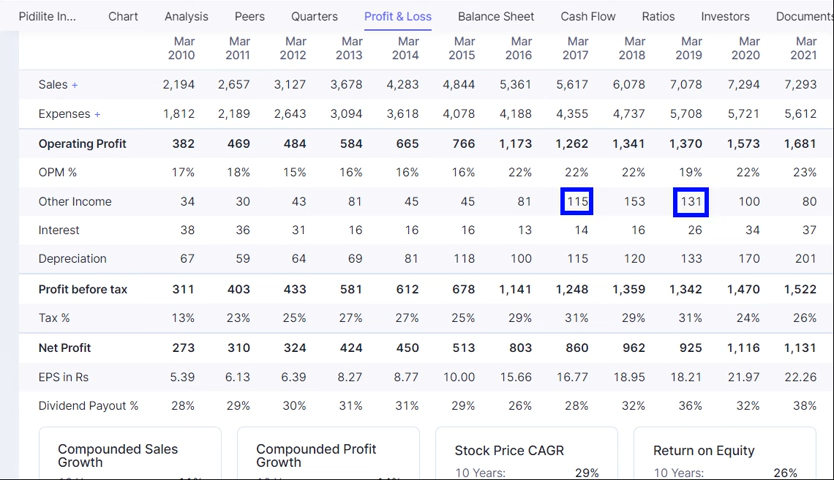 Pidilite In... Chart Analysis Peers Quarters Profit & Loss Balance Sheet Cash Flow Ratios Investors Documents
Mar 2010 Mar 2011 Mar 2012 Mar 2013 Mar 2014 Mar 2015 Mar 2016 Mar 2017 Mar 2018 Mar 2019 Mar 2020 Mar 2021
Sales + 2,194 2,657 3,127 3,678 4,283 4,844 5,361 5,617 6,078 7,078 7,294 7,293
Expenses + 1,812 2,189 2,643 3,094 3,618 4,078 4,188 4,355 4,737 5,708 5,721 5,612
Operating Profit 382 469 484 584 665 766 1,173 1,262 1,341 1,370 1,573 1,681
OPM % 17% 18% 15% 16% 16% 16% 22% 22% 22% 19% 22% 23%
Other Income 34 30 43 81 45 45 81 115 153 131 100 80
Interest 38 36 31 16 16 16 13 14 16 26 34 37
Depreciation 67 59 64 69 81 118 100 115 120 133 170 201
Profit before tax 311 403 433 581 612 678 1,141 1,248 1,359 1,342 1,470 1,522
Tax % 13% 23% 25% 27% 27% 25% 29% 31% 29% 31% 24% 26%
Net Profit 273 310 324 424 450 513 803 860 962 925 1,116 1,131
EPS in Rs 5.39 6.13 6.39 8.27 8.77 10.00 15.66 16.77 18.95 18.21 21.97 22.26
Dividend Payout % 28% 29% 30% 31% 31% 29% 26% 28% 32% 36% 32% 38%
Compounded Sales Growth
Compounded Profit Growth
Stock Price CAGR
10 Years: 29%
Return on Equity
10 Years: 26%